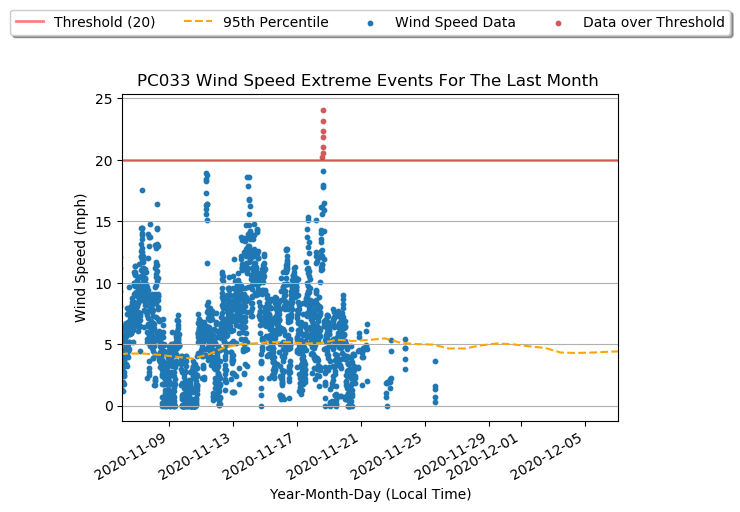 Threshold (20) 95th Percentile Wind Speed Data Data over Threshold
PC033 Wind Speed Extreme Events For The Last Month
Wind Speed (mph)
25
20
15
10
5
0
2020-11-09 2020-11-13 2020-11-17 2020-11-21 2020-11-25 2020-11-29 2020-12-01 2020-12-05
Year-Month-Day (Local Time)